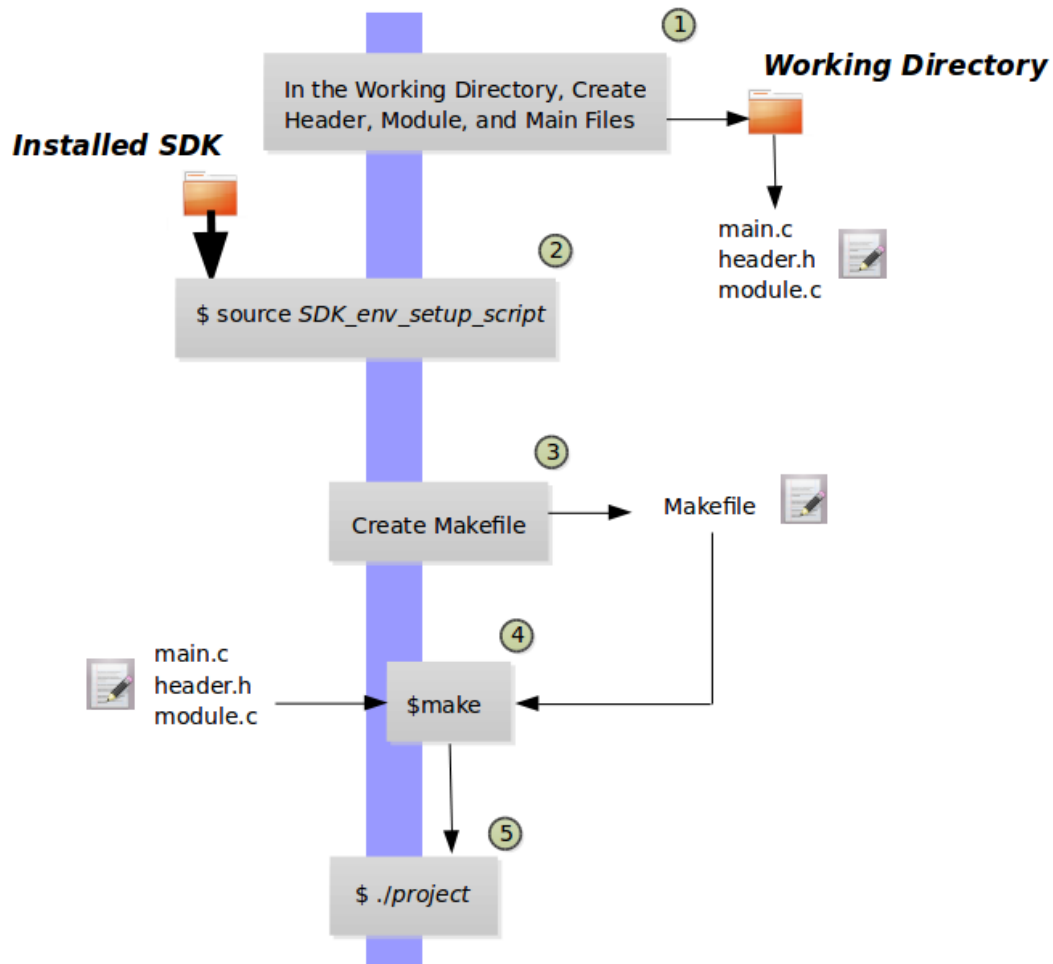 1
Working Directory
In the Working Directory, Create
Header, Module, and Main Files
Installed SDK
main.c
header.h
module.c
2
$ source SDK_env_setup_script
3
Create Makefile
Makefile
4
main.c
header.h
module.c
$make
5
$ ./project